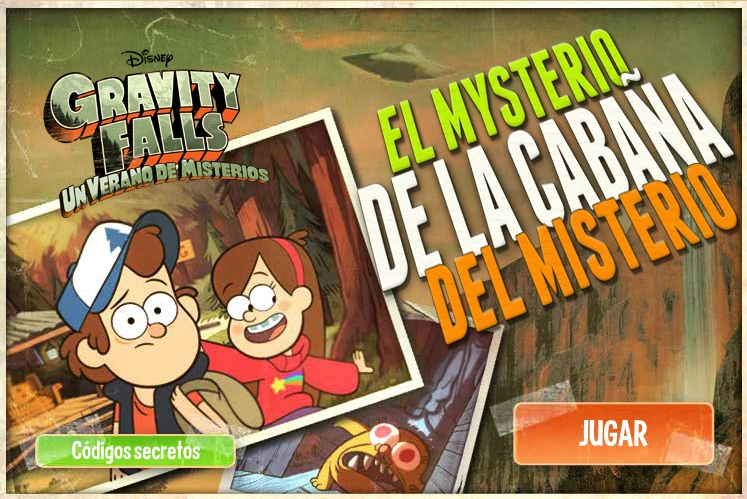 Disney
GRAVITY
FALLS
UN VERANO DE MISTERIOS
EL MYSTERIO
DE LA CABAÑA
DEL MISTERIO
Códigos secretos
JUGAR